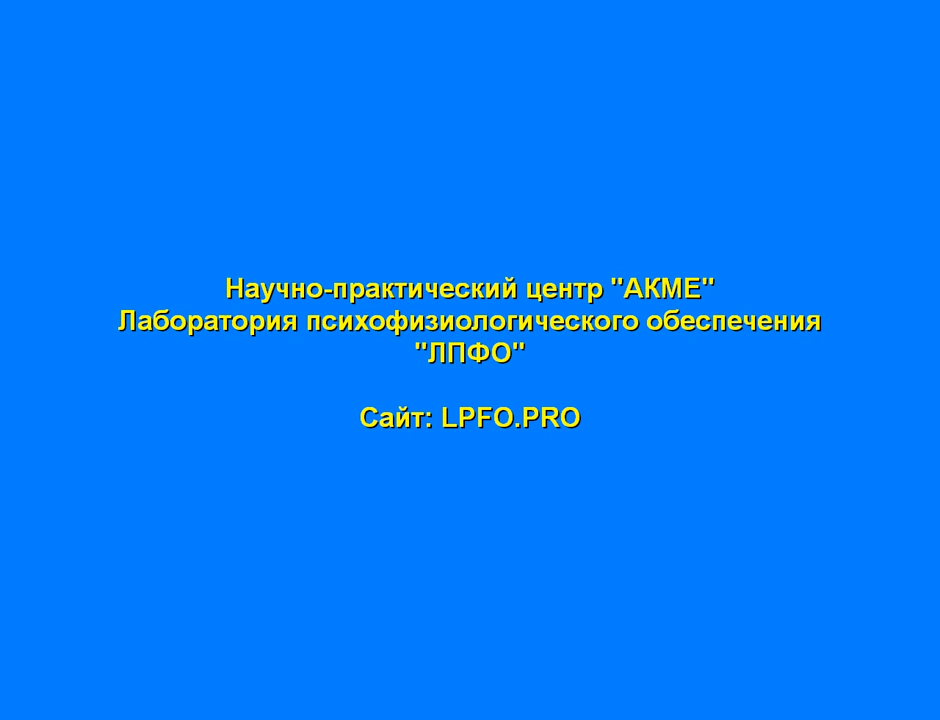 Научно-практический центр "АКМЕ"
Лаборатория психофизиологического обеспечения
"ЛПФО"
Сайт: LPFO.PRO